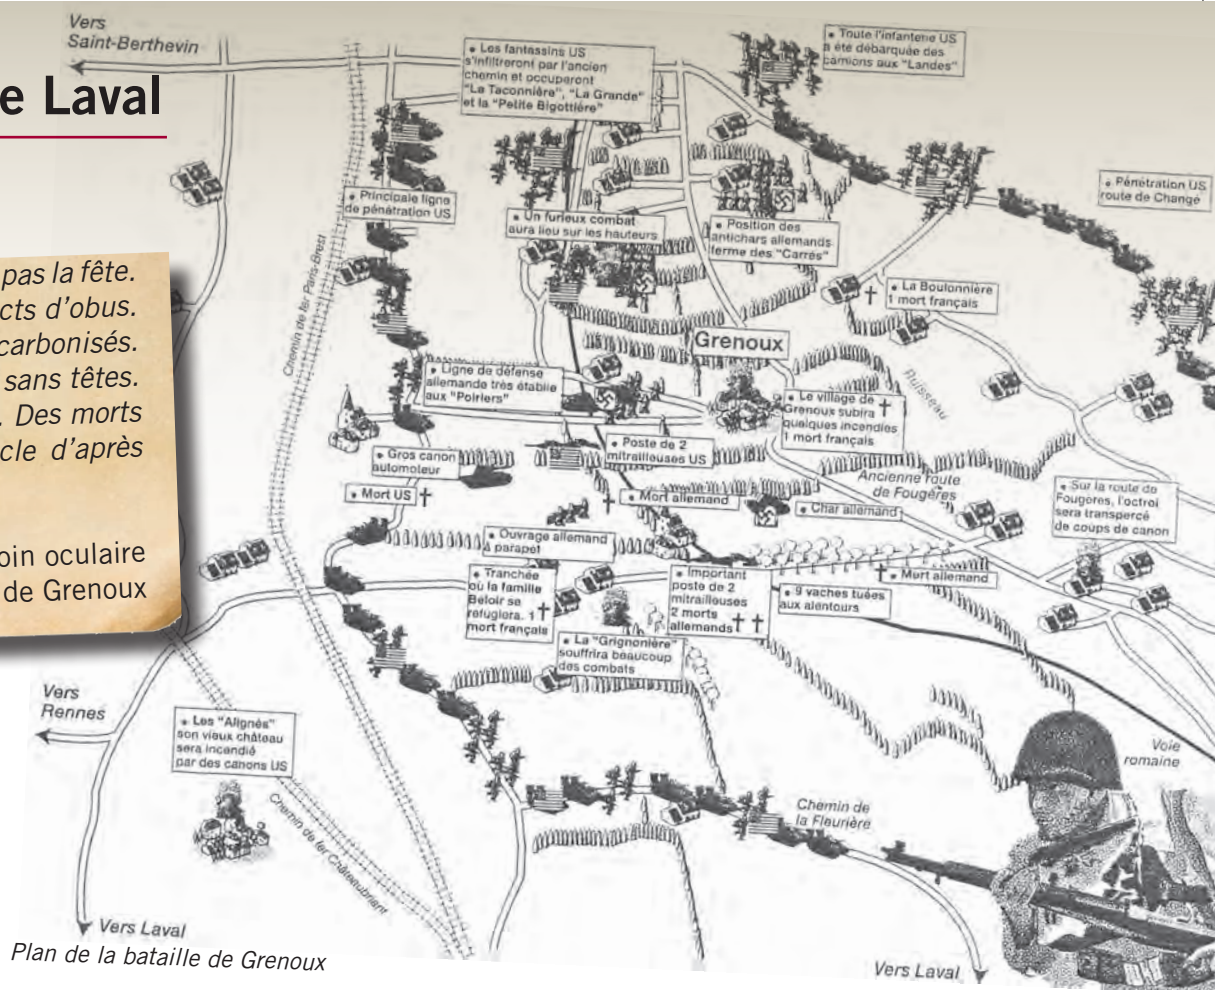 Vers
Saint-Berthevin
e Laval
pas la fête.
cts d'obus.
carbonisés.
sans têtes.
. Des morts
cle d'après
oin oculaire
de Grenoux
• Les fantassins US
s'infiltreront par l'ancien
chemin et occuperont
"La Taconnière", "La Grande"
et la "Petite Bigottière"
• Toute l'infanterie US
a été débarquée des
camions aux "Landes"
• Pénétration US
route de Changé
• Principale ligne
de pénétration US
• Un furieux combat
aura lieu sur les hauteurs
• Position des
antichars allemands
ferme des "Carrés"
• La Boulonnière
1 mort français
Chemin de fer Paris-Brest
Grenoux
• Ligne de défense
allemande très établie
aux "Poiriers"
• Le village de
Grenoux subira
quelques incendies
1 mort français
Ruisseau
• Poste de 2
mitrailleuses US
• Gros canon
automoteur
• Mort US
• Mort allemand
• Char allemand
Ancienne route
de Fougères
• Sur la route de
Fougères, l'octroi
sera transpercé
de coups de canon
• Ouvrage allemand
à parapet
• Tranchée
où la famille
Beloir se
réfugiera. 1
mort français
• Important
poste de 2
mitrailleuses
2 morts
allemands
• Mort allemand
• 9 vaches tuées
aux alentours
• La "Grignonière"
souffrira beaucoup
des combats
Vers
Rennes
• Les "Alignés"
son vieux château
sera incendié
par des canons US
Chemin de fer Châteaubriant
Voie
romaine
Chemin de
la Fleurière
Vers Laval
Vers Laval
Plan de la bataille de Grenoux